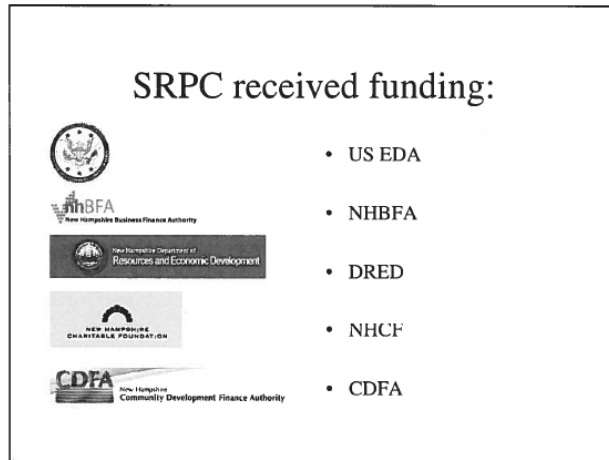 SRPC received funding:
• US EDA
nhBFA
New Hampshire Business Finance Authority
• NHBFA
New Hampshire Department of
Resources and Economic Development
• DRED
NEW HAMPSHIRE
CHARITABLE FOUNDATION
• NHCF
CDFA
New Hampshire
Community Development Finance Authority
• CDFA